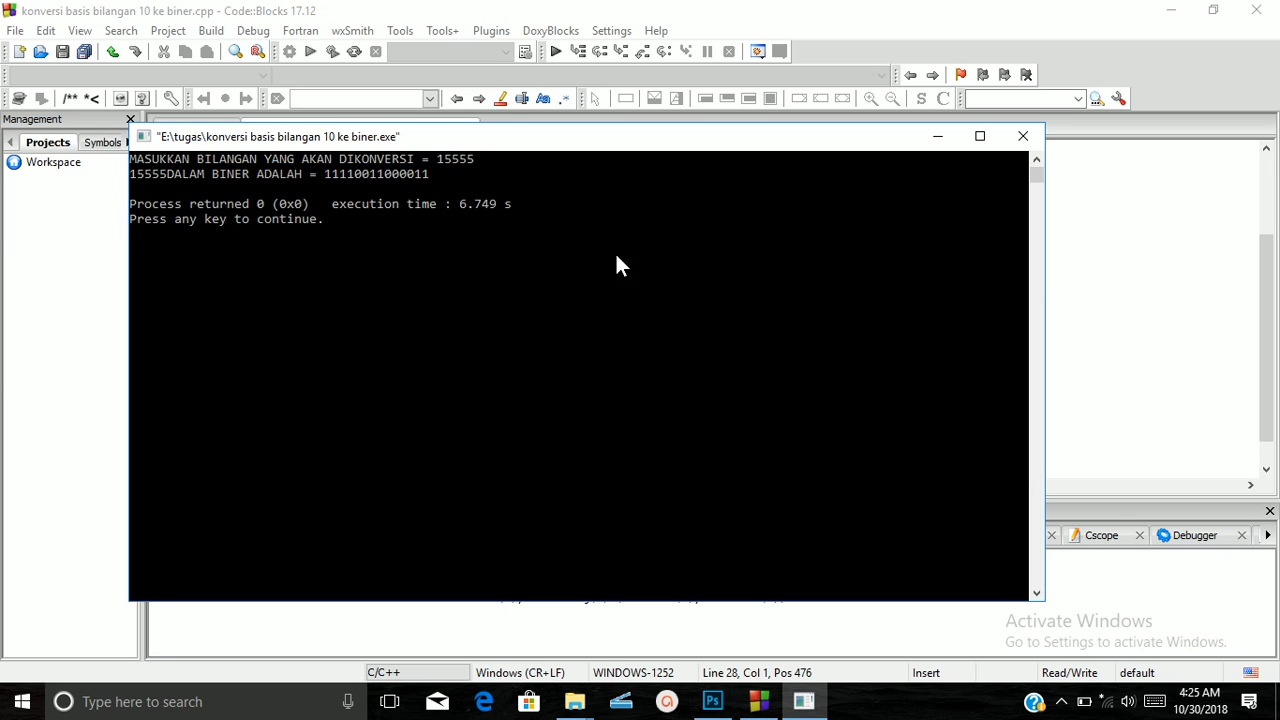 konversi basis bilangan 10 ke biner.cpp - Code::Blocks 17.12
File Edit View Search Project Build Debug Fortran wxSmith Tools Tools+ Plugins DoxyBlocks Settings Help
/** *<
S C
Management
Projects Symbols
Workspace
"E:\tugas\konversi basis bilangan 10 ke biner.exe"
MASUKKAN BILANGAN YANG AKAN DIKONVERSI = 15555
15555DALAM BINER ADALAH = 11110011000011
Process returned 0 (0x0) execution time : 6.749 s
Press any key to continue.
Cscope Debugger
Activate Windows
Go to Settings to activate Windows.
C/C++ Windows (CR+LF) WINDOWS-1252 Line 28, Col 1, Pos 476 Insert Read/Write default
Type here to search
Ps
4:25 AM
10/30/2018